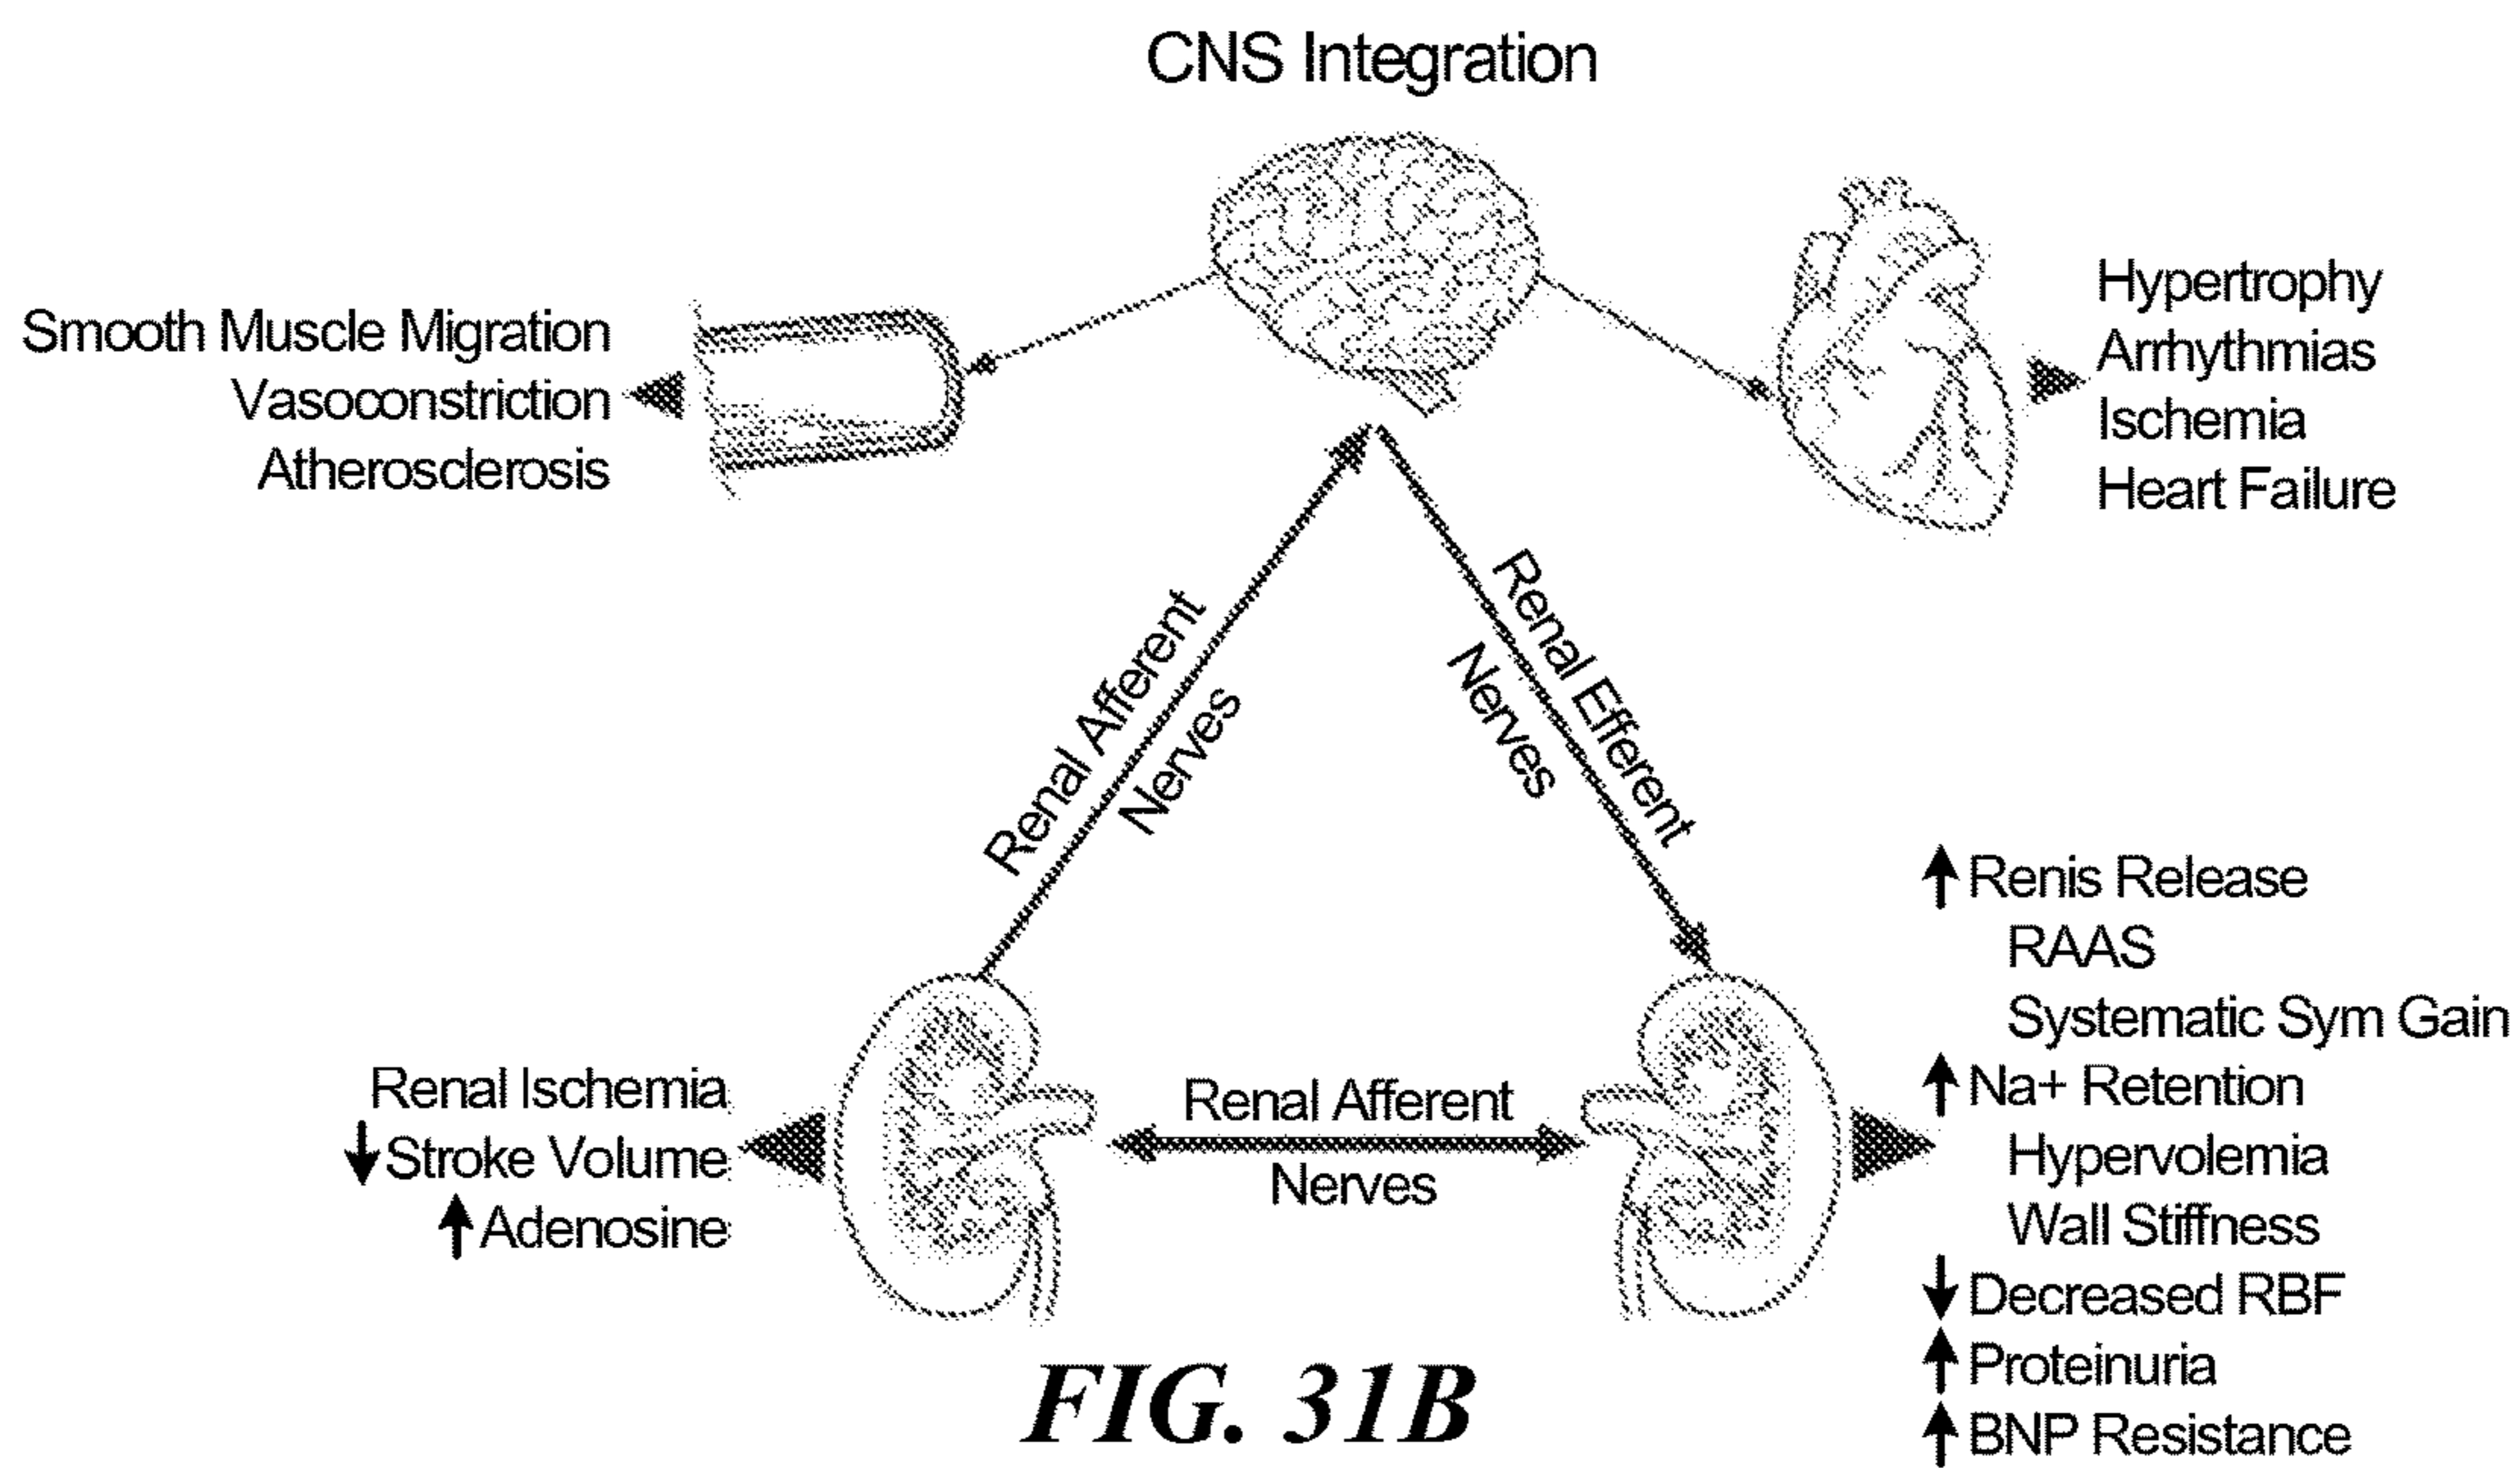 CNS Integration
Smooth Muscle Migration
Vasoconstriction
Atherosclerosis
Hypertrophy
Arrhythmias
Ischemia
Heart Failure
Renal Afferent
Nerves
Renal Efferent
Nerves
Renal Ischemia
↓ Stroke Volume
↑ Adenosine
Renal Afferent
Nerves
↑ Renis Release
RAAS
Systematic Sym Gain
↑ Na+ Retention
Hypervolemia
Wall Stiffness
↓ Decreased RBF
↑ Proteinuria
↑ BNP Resistance
FIG. 31B